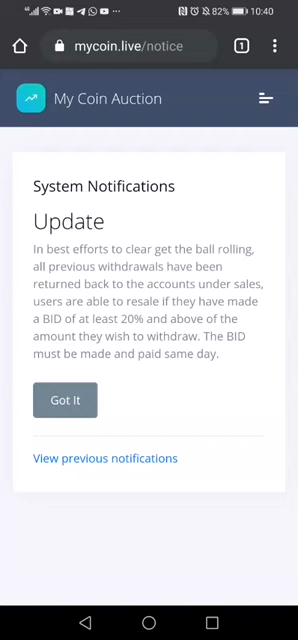 82% 10:40
mycoin.live/notice
1
My Coin Auction
System Notifications
Update
In best efforts to clear get the ball rolling,
all previous withdrawals have been
returned back to the accounts under sales,
users are able to resale if they have made
a BID of at least 20% and above of the
amount they wish to withdraw. The BID
must be made and paid same day.
Got It
View previous notifications